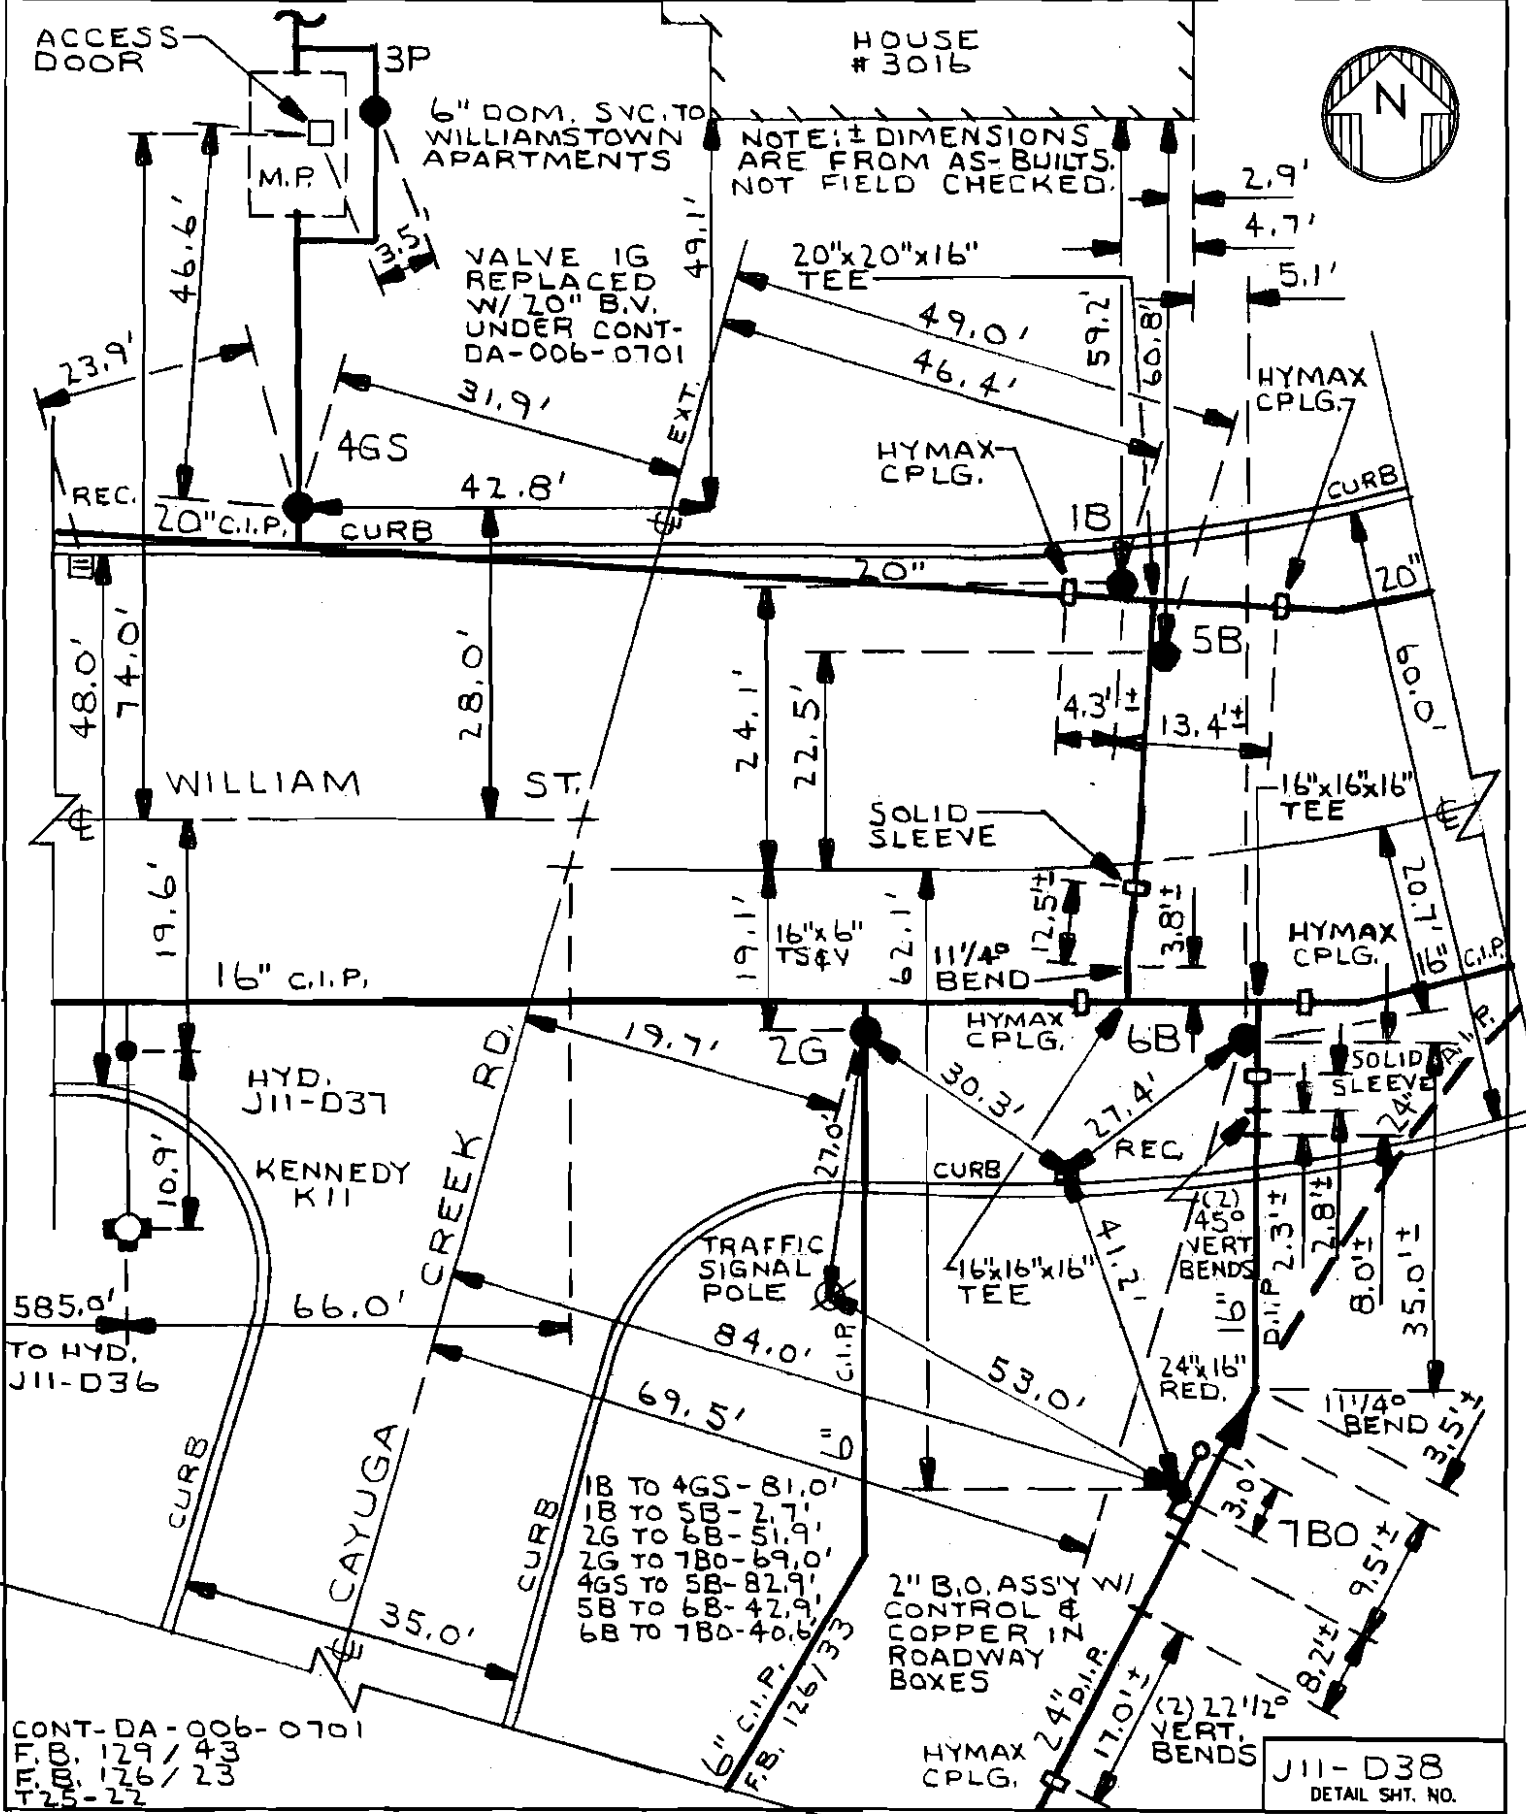 ACCESS
DOOR
3P
HOUSE
# 3016
N
6" DOM. SVC. TO
WILLIAMSTOWN
APARTMENTS
NOTE: ± DIMENSIONS
ARE FROM AS-BUILTS.
NOT FIELD CHECKED.
M.P.
2.9'
4.7'
5.1'
46.6'
3.5'
49.1'
VALVE 1G
REPLACED
W/ 20" B.V.
UNDER CONT-
DA-006-0701
20"x20"x16"
TEE
49.0'
46.4'
59.2'
60.8'
23.9'
31.9'
EXT.
HYMAX
CPLG.
HYMAX
CPLG.
4GS
REC.
42.8'
20" C.I.P.
CURB
℄
1B
CURB
20"
20"
5B
48.0'
74.0'
28.0'
24.1'
22.5'
4.3'±
13.4'±
60.0'
WILLIAM ST.
℄
SOLID
SLEEVE
16"x16"x16"
TEE
℄
19.6'
19.1'
16"x6"
TS&V
62.1'
12.5'±
3.8'±
20.7'
11 1/4°
BEND
HYMAX
CPLG.
16" C.I.P.
16" C.I.P.
HYMAX
CPLG.
19.7'
2G
6B
SOLID
SLEEVE
A.I.P.
24"
HYD.
J11-D37
30.3'
27.4'
27.0'
REC.
CURB
KENNEDY
K11
10.9'
CREEK RD.
TRAFFIC
SIGNAL
POLE
16"x16"x16"
TEE
41.2'
(2)
45°
VERT
BENDS
2.3'±
2.8'±
8.0'±
35.0'±
16" D.I.P.
585.0'
66.0'
TO HYD.
J11-D36
84.0'
C.I.P.
6"
53.0'
24"x16"
RED.
11 1/4°
BEND
3.5'±
69.5'
CURB
CAYUGA
CURB
℄
35.0'
1B TO 4GS-81.0'
1B TO 5B-2.7'
2G TO 6B-51.9'
2G TO 7BO-69.0'
4GS TO 5B-82.9'
5B TO 6B-42.9'
6B TO 7BO-40.6'
3.0'
7BO
9.5'±
8.2'±
2" B.O. ASS'Y W/
CONTROL &
COPPER IN
ROADWAY
BOXES
6" C.I.P.
F.B. 126/33
24" D.I.P.
17.0'±
(2) 22 1/2°
VERT.
BENDS
HYMAX
CPLG.
CONT-DA-006-0701
F.B. 129/43
F.B. 126/23
T25-22
J11-D38
DETAIL SHT. NO.